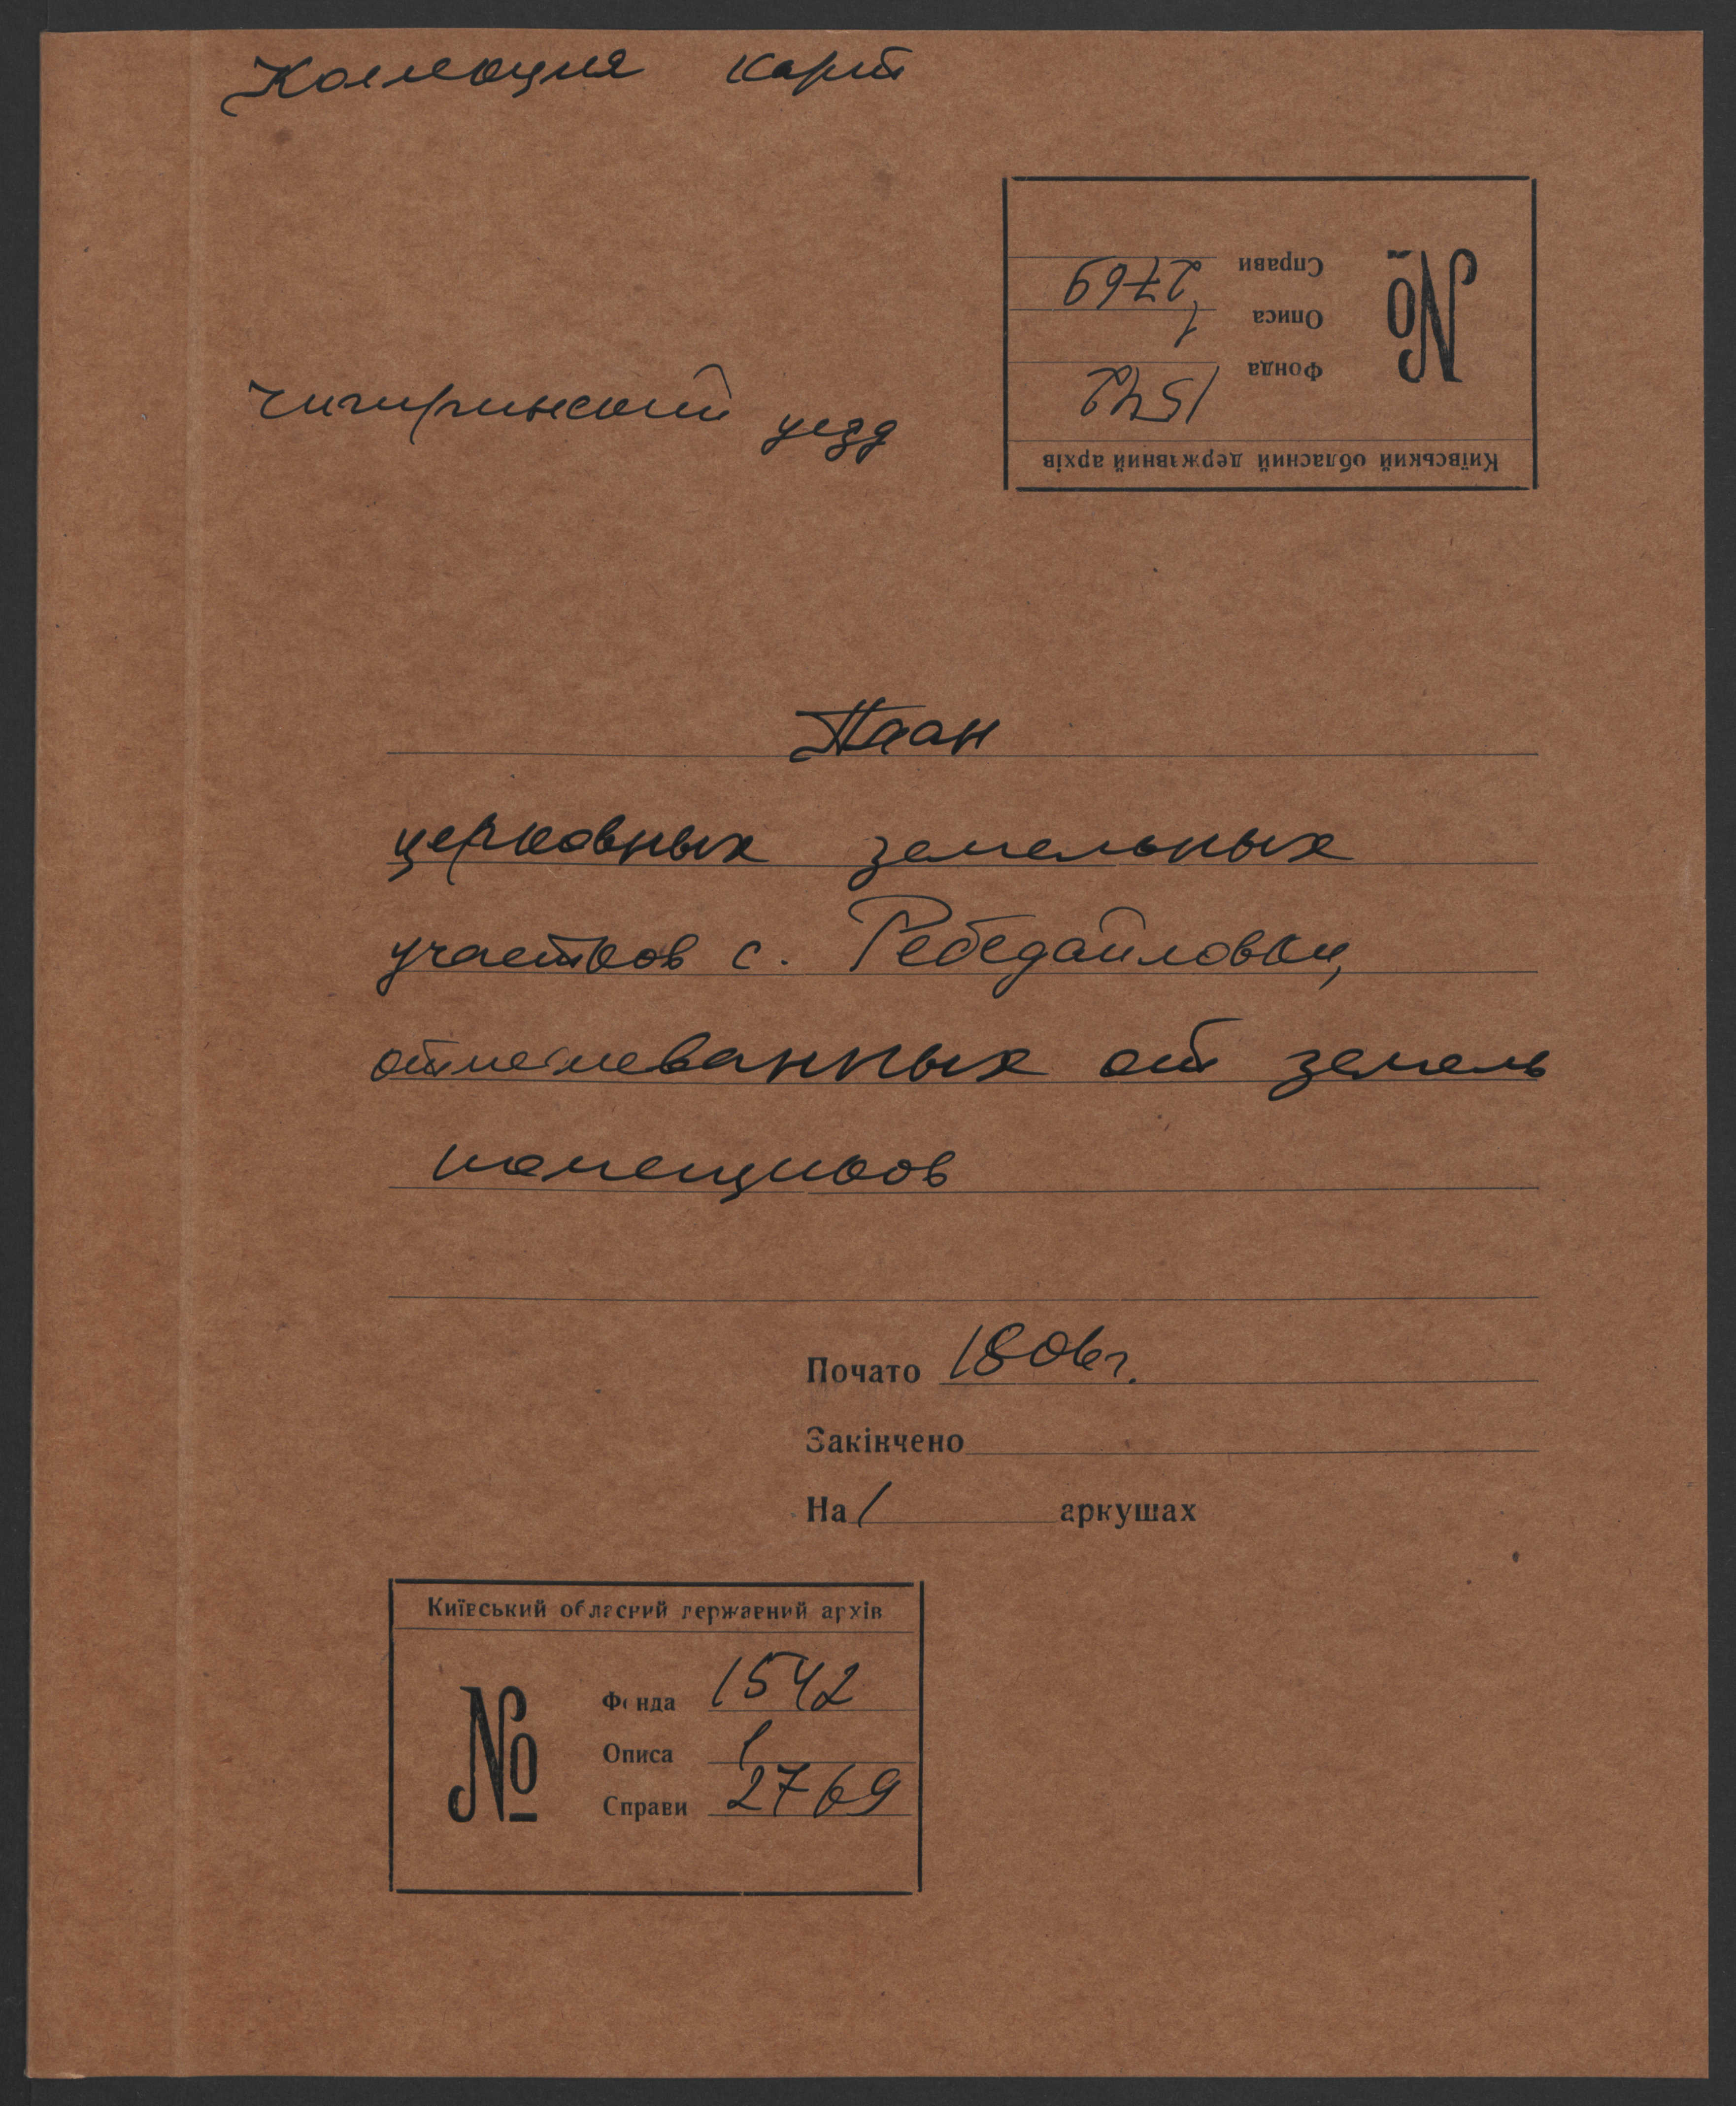 Коллекция карт
Київський обласний державний архів
№
Фонда 1542
Описа 1
Справи 2769
Чигиринский уезд
План
церковных земельных
участков с. Ребедайловки,
отмежеванных от земель
помещиков
Почато 1806г.
Закінчено
На 1 аркушах
Київський обласний державний архів
№
Фонда 1542
Описа 1
Справи 2769